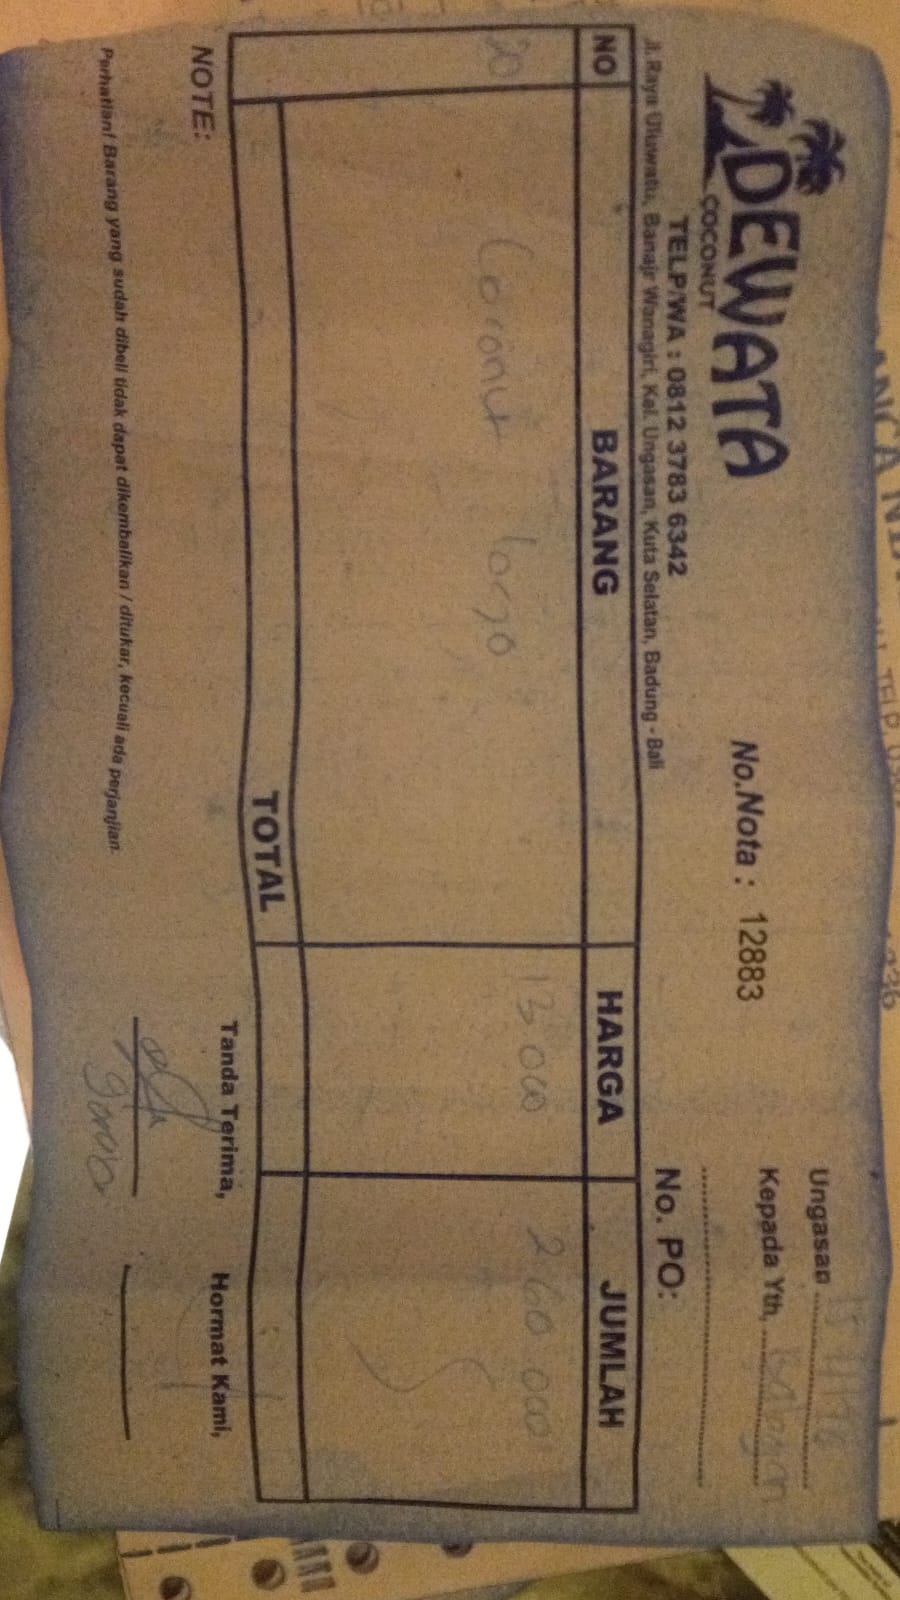 DEWATA
COCONUT
TELP/WA : 0812 3783 6342
Jl. Raya Uluwatu, Banajr Wanagiri, Kel. Ungasan, Kuta Selatan, Badung - Bali
No.Nota : 12883
Ungasan
Kepada Yth,
No. PO:
NO BARANG HARGA JUMLAH
20 Coconut 13 000 260.000
TOTAL
NOTE:
Tanda Terima, Hormat Kami,
Perhatian! Barang yang sudah dibeli tidak dapat dikembalikan / ditukar, kecuali ada perjanjian.